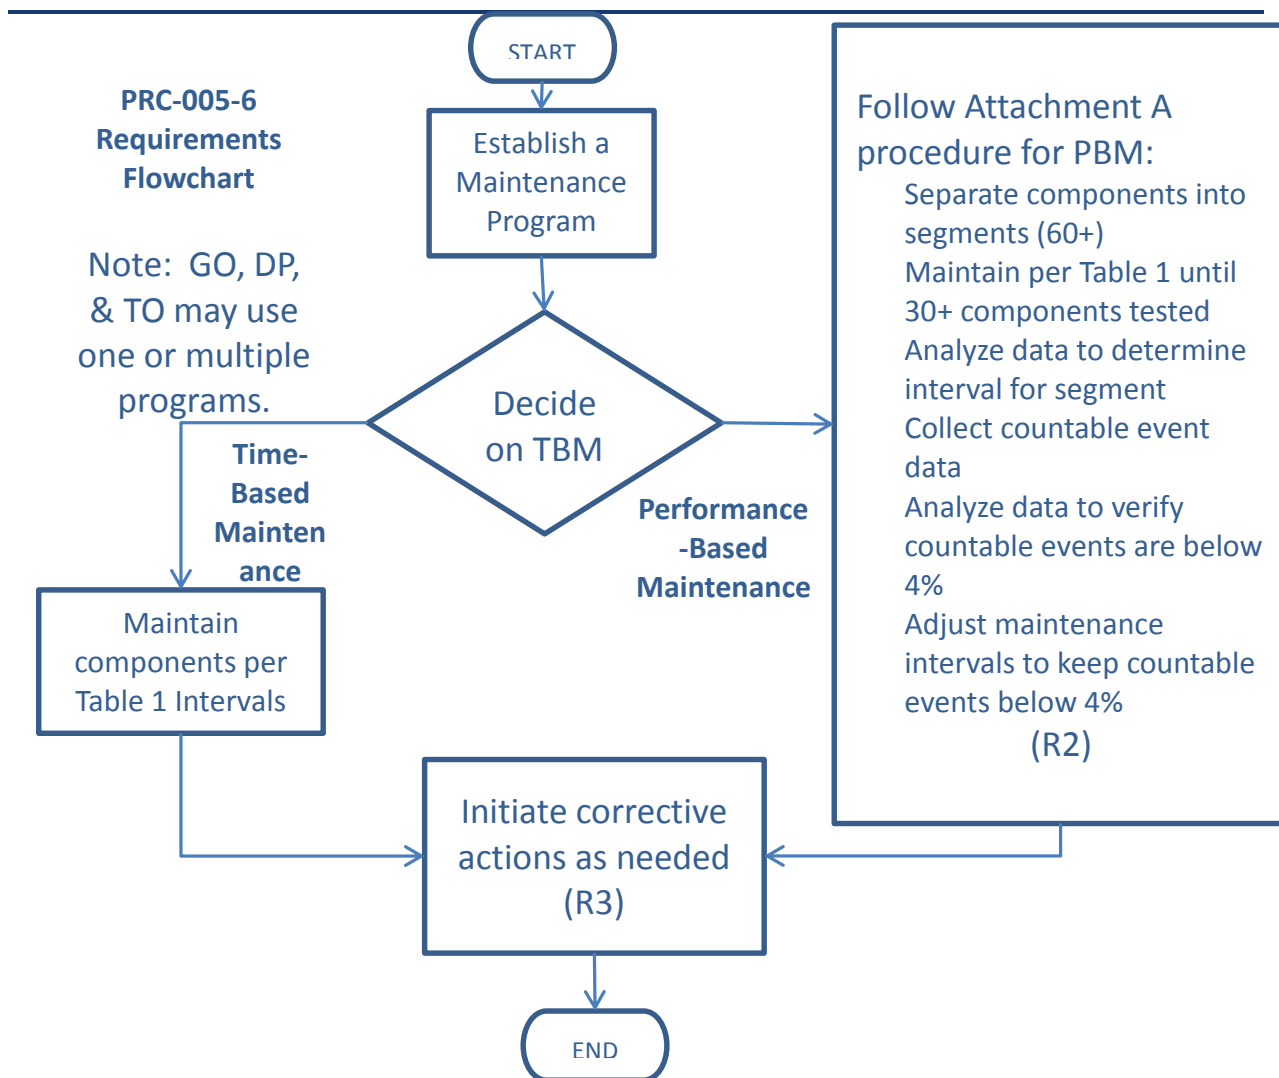 START
PRC-005-6
Requirements
Flowchart
Note: GO, DP,
& TO may use
one or multiple
programs.
Establish a
Maintenance
Program
Decide
on TBM
Time-
Based
Mainten
ance
Performance
-Based
Maintenance
Maintain
components per
Table 1 Intervals
Follow Attachment A
procedure for PBM:
Separate components into
segments (60+)
Maintain per Table 1 until
30+ components tested
Analyze data to determine
interval for segment
Collect countable event
data
Analyze data to verify
countable events are below
4%
Adjust maintenance
intervals to keep countable
events below 4%
(R2)
Initiate corrective
actions as needed
(R3)
END